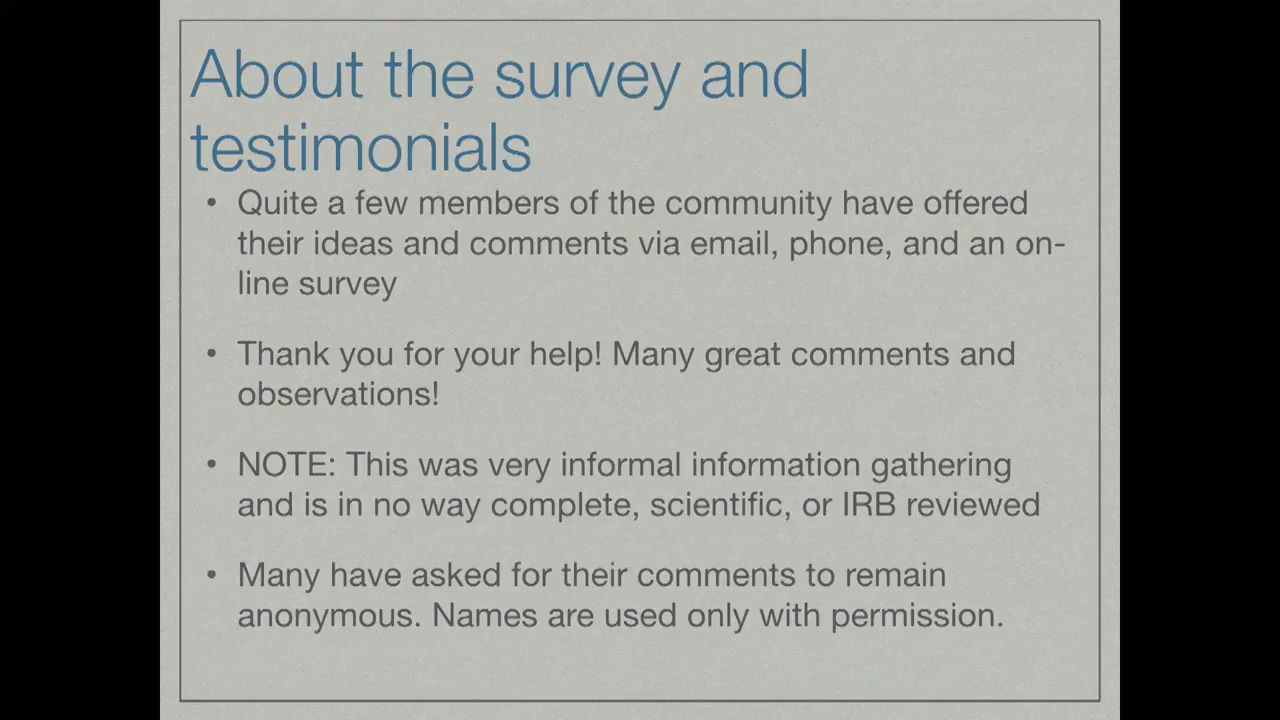 About the survey and
testimonials
• Quite a few members of the community have offered
their ideas and comments via email, phone, and an on-
line survey
• Thank you for your help! Many great comments and
observations!
• NOTE: This was very informal information gathering
and is in no way complete, scientific, or IRB reviewed
• Many have asked for their comments to remain
anonymous. Names are used only with permission.